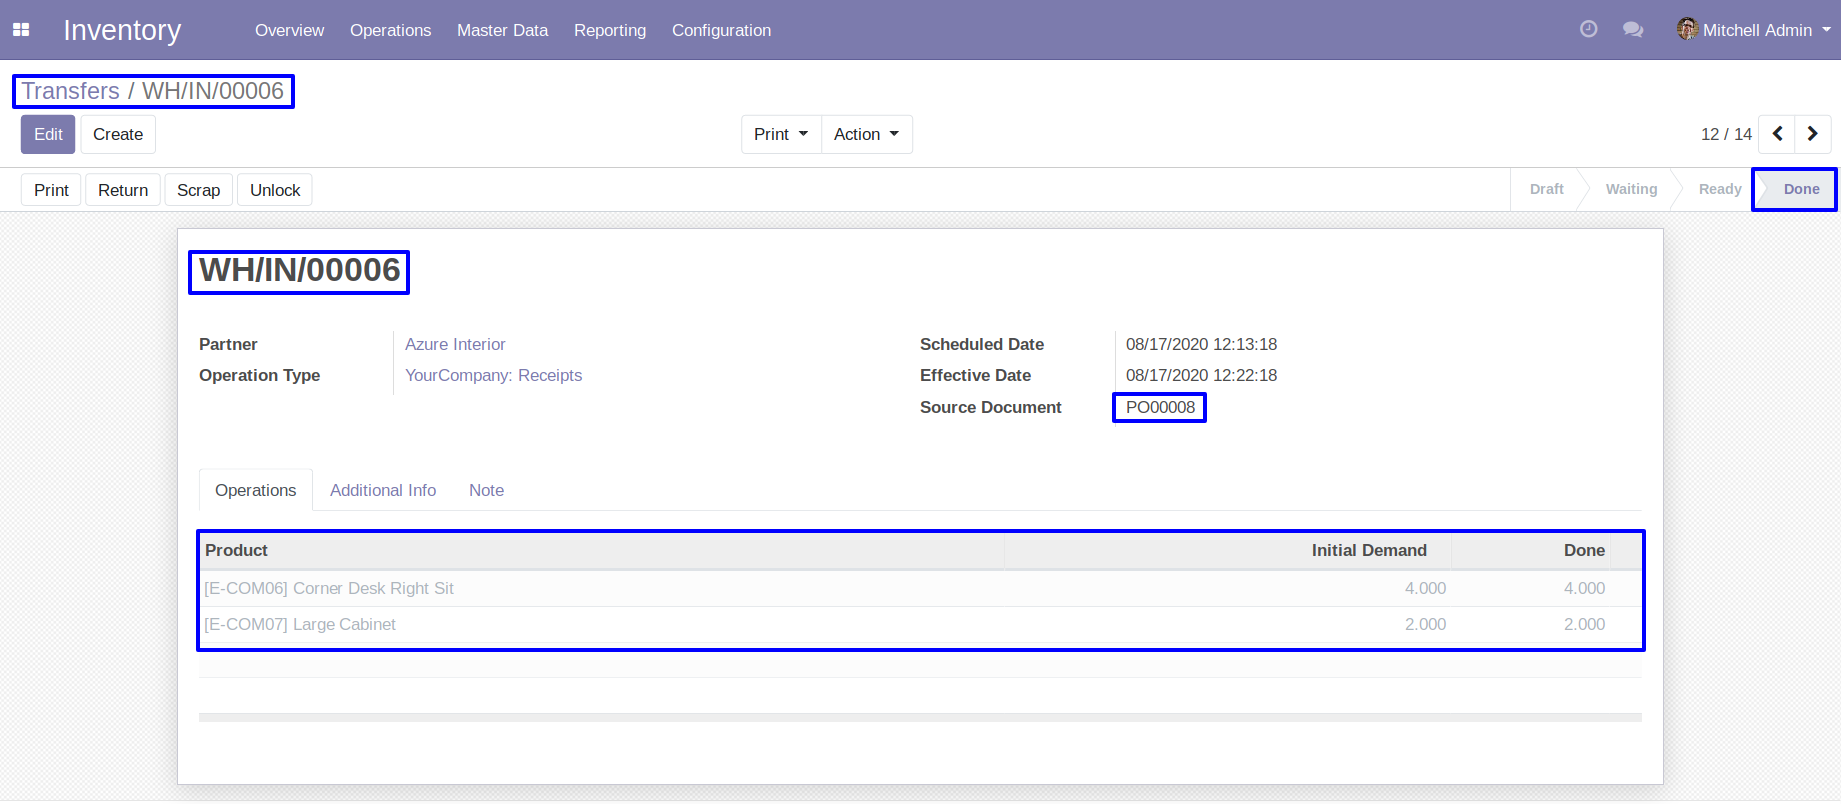 Inventory Overview Operations Master Data Reporting Configuration Mitchell Admin
Transfers / WH/IN/00006
Edit Create Print Action 12 / 14
Print Return Scrap Unlock Draft Waiting Ready Done
WH/IN/00006
Partner Azure Interior Scheduled Date 08/17/2020 12:13:18
Operation Type YourCompany: Receipts Effective Date 08/17/2020 12:22:18
Source Document PO00008
Operations Additional Info Note
Product Initial Demand Done
[E-COM06] Corner Desk Right Sit 4.000 4.000
[E-COM07] Large Cabinet 2.000 2.000